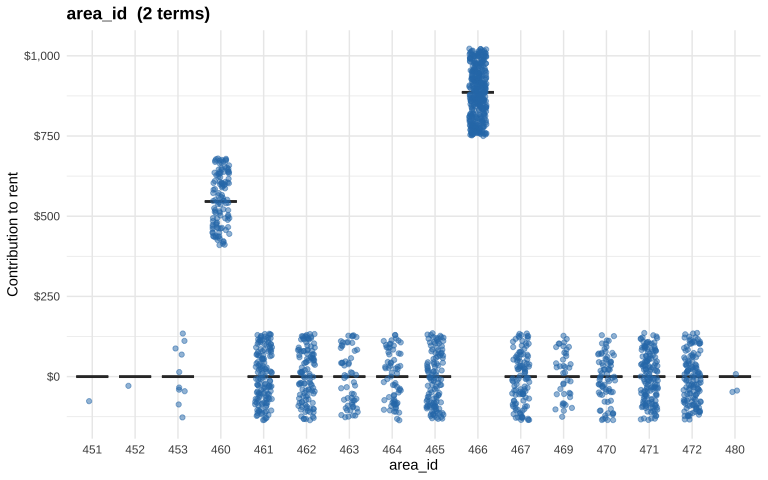 area_id (2 terms)
Contribution to rent
$1,000
$750
$500
$250
$0
451 452 453 460 461 462 463 464 465 466 467 469 470 471 472 480
area_id